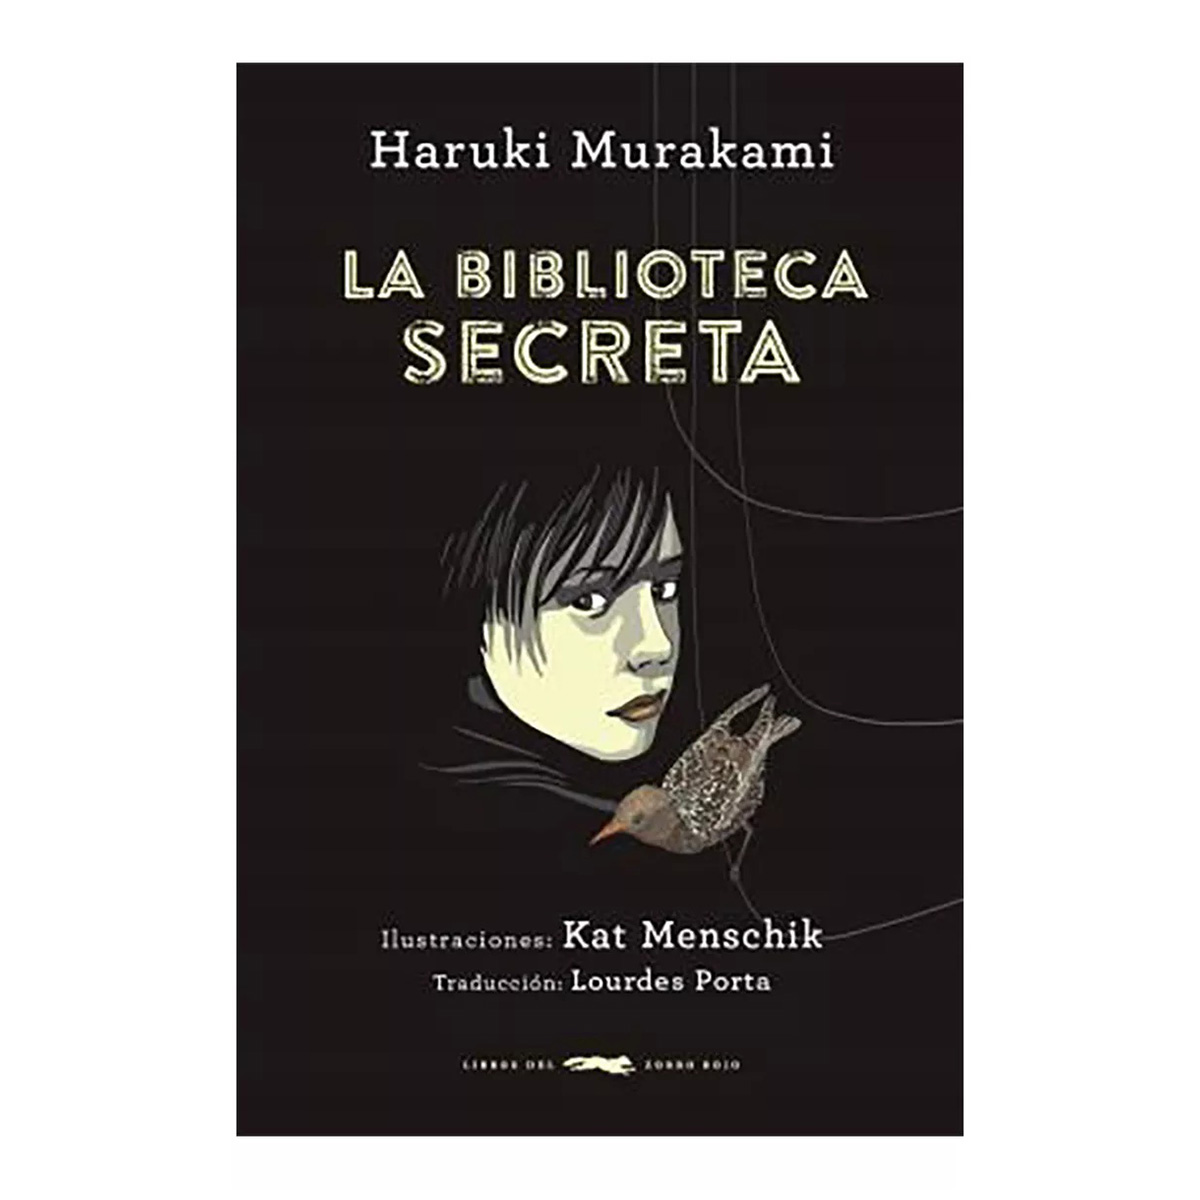 Haruki Murakami
LA BIBLIOTECA
SECRETA
Ilustraciones: Kat Menschik
Traducción: Lourdes Porta
LIBROS DEL ZORRO ROJO